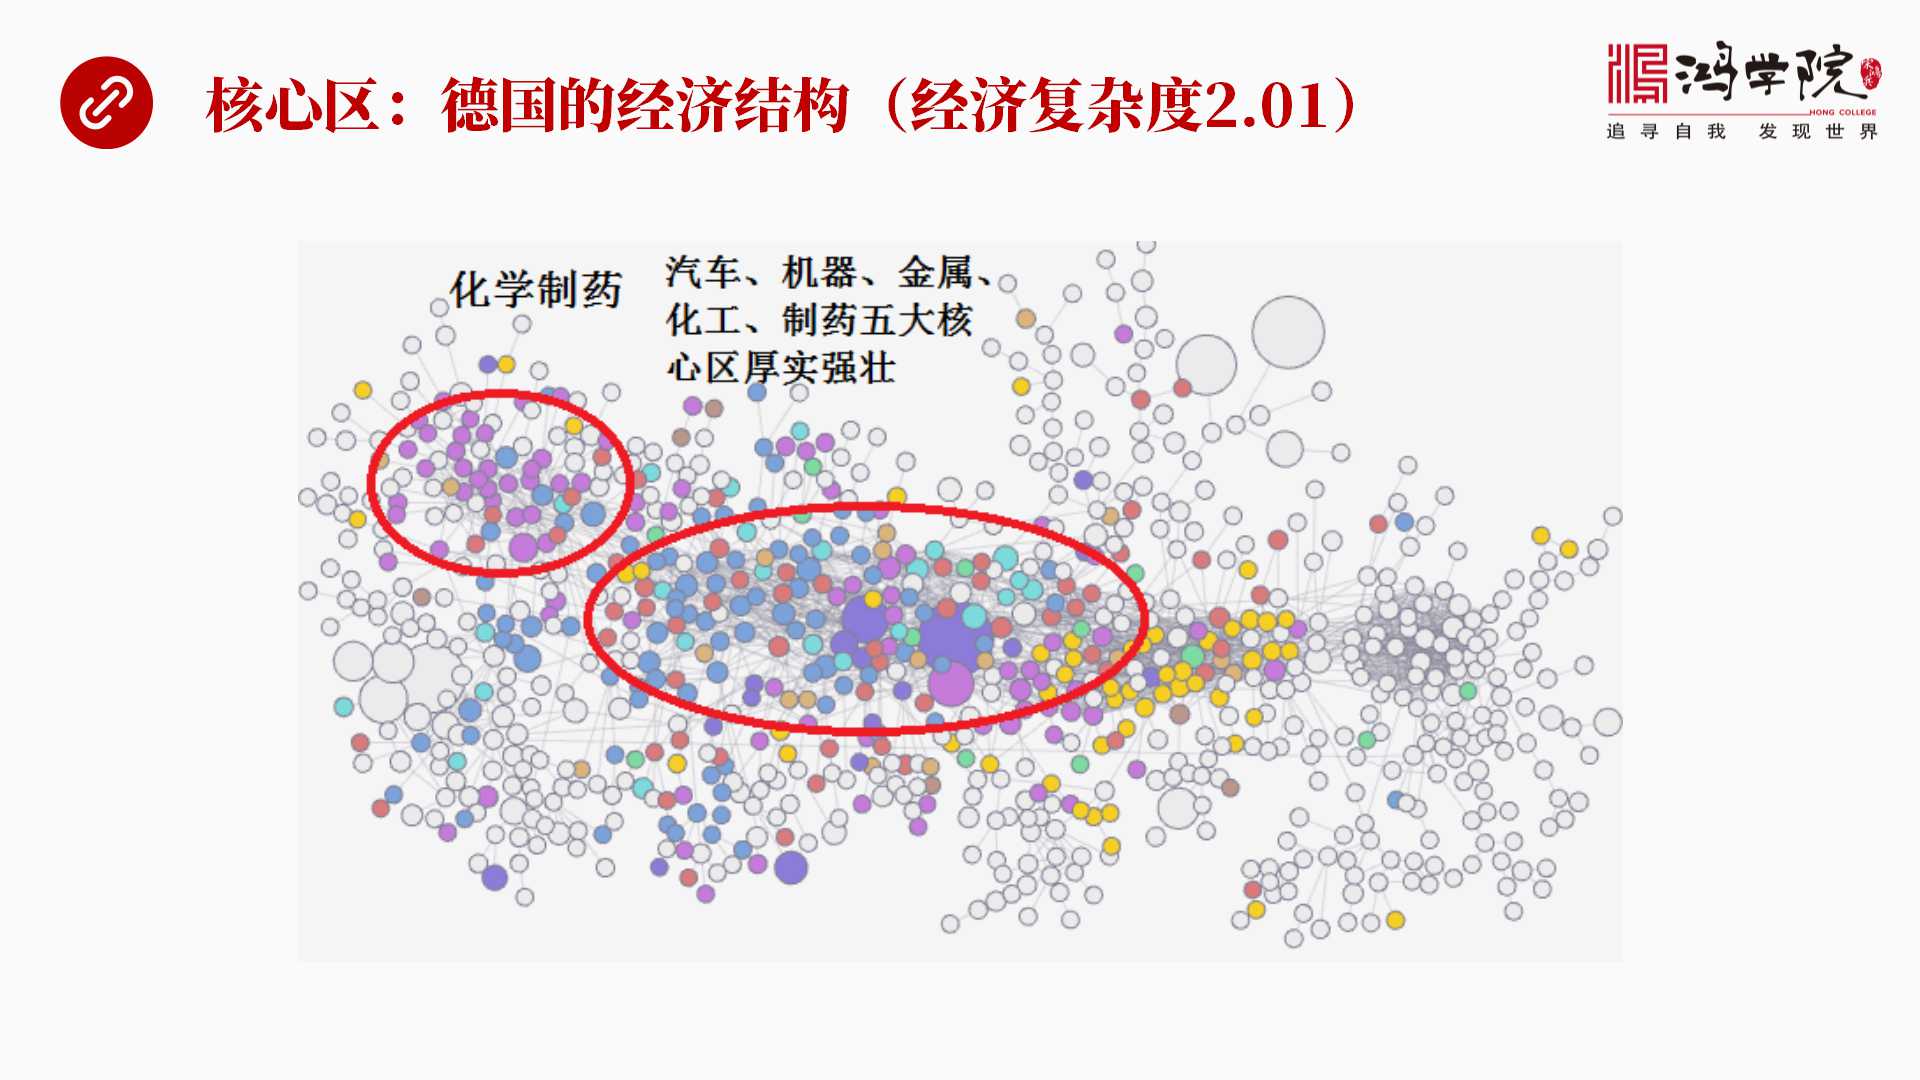 核心区：德国的经济结构（经济复杂度2.01）
鸿学院
HONG COLLEGE
追寻自我 发现世界
化学制药
汽车、机器、金属、
化工、制药五大核
心区厚实强壮